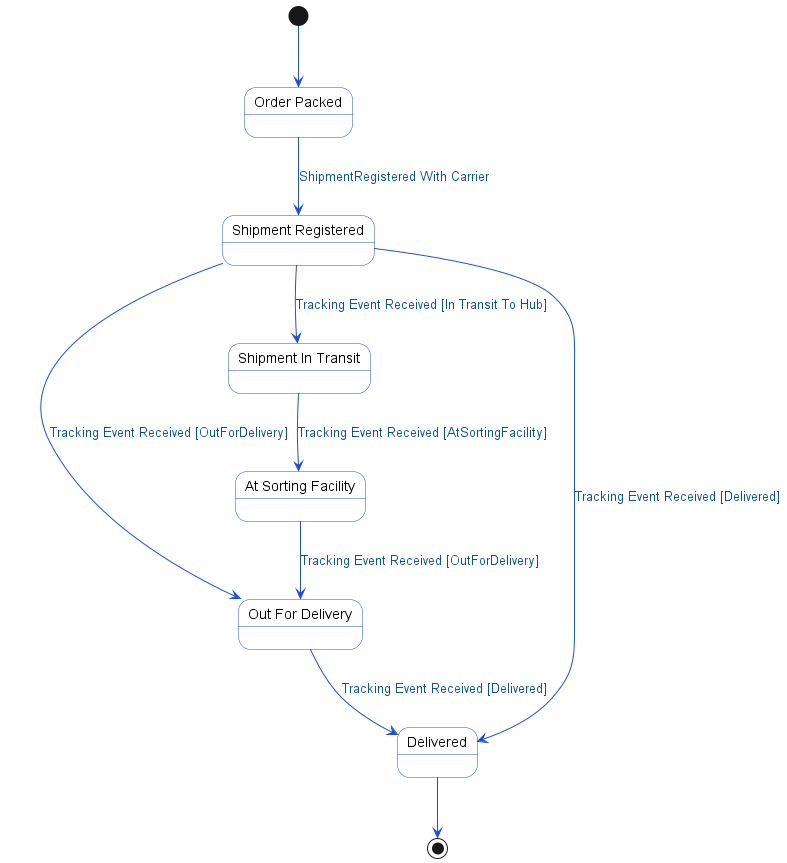 Order Packed
ShipmentRegistered With Carrier
Shipment Registered
Tracking Event Received [In Transit To Hub]
Shipment In Transit
Tracking Event Received [OutForDelivery]
Tracking Event Received [AtSortingFacility]
At Sorting Facility
Tracking Event Received [Delivered]
Tracking Event Received [OutForDelivery]
Out For Delivery
Tracking Event Received [Delivered]
Delivered